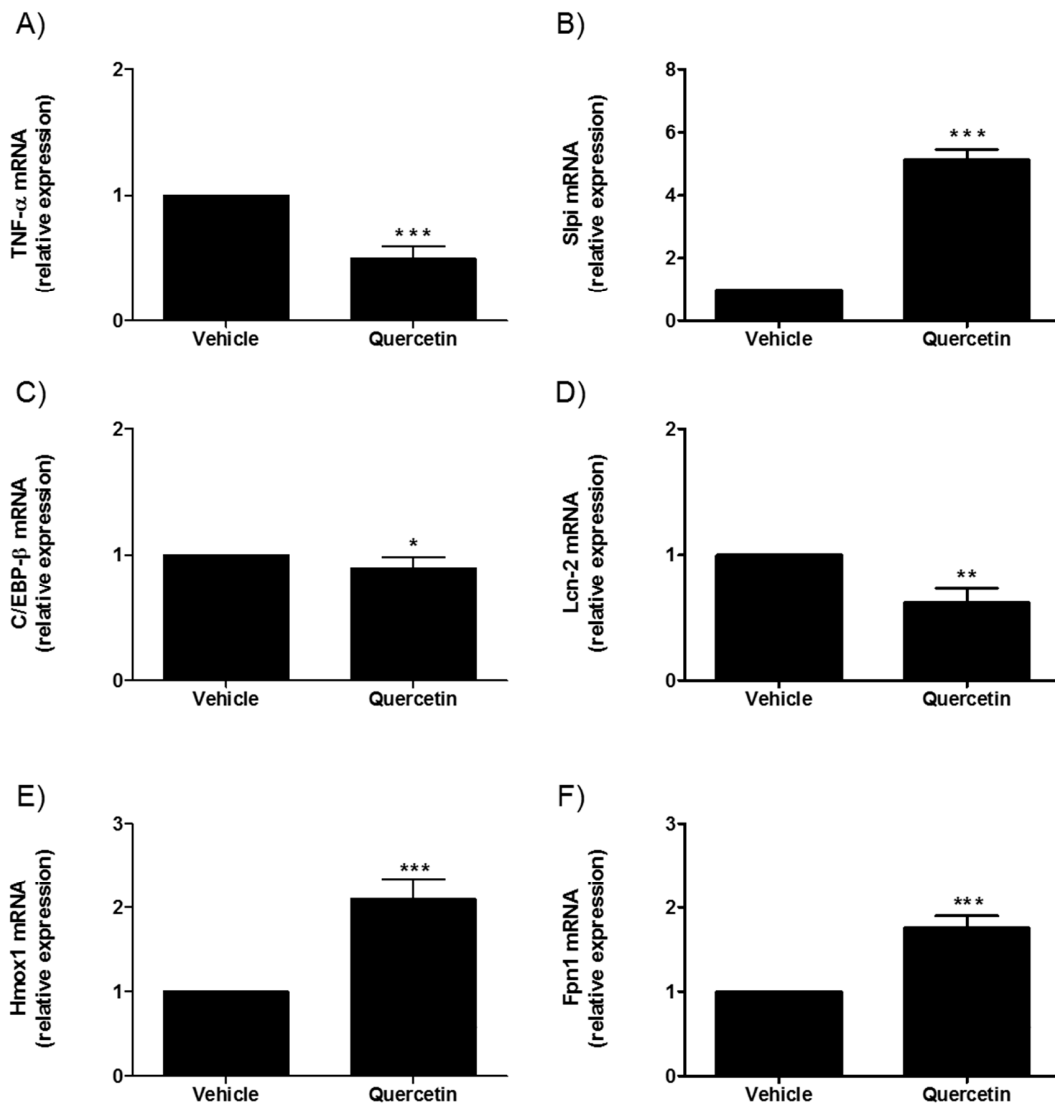 A)
TNF-α mRNA
(relative expression)
2
1
0
***
Vehicle
Quercetin
B)
Slpi mRNA
(relative expression)
8
6
4
2
0
***
Vehicle
Quercetin
C)
C/EBP-β mRNA
(relative expression)
2
1
0
*
Vehicle
Quercetin
D)
Lcn-2 mRNA
(relative expression)
2
1
0
**
Vehicle
Quercetin
E)
Hmox1 mRNA
(relative expression)
3
2
1
0
***
Vehicle
Quercetin
F)
Fpn1 mRNA
(relative expression)
3
2
1
0
***
Vehicle
Quercetin